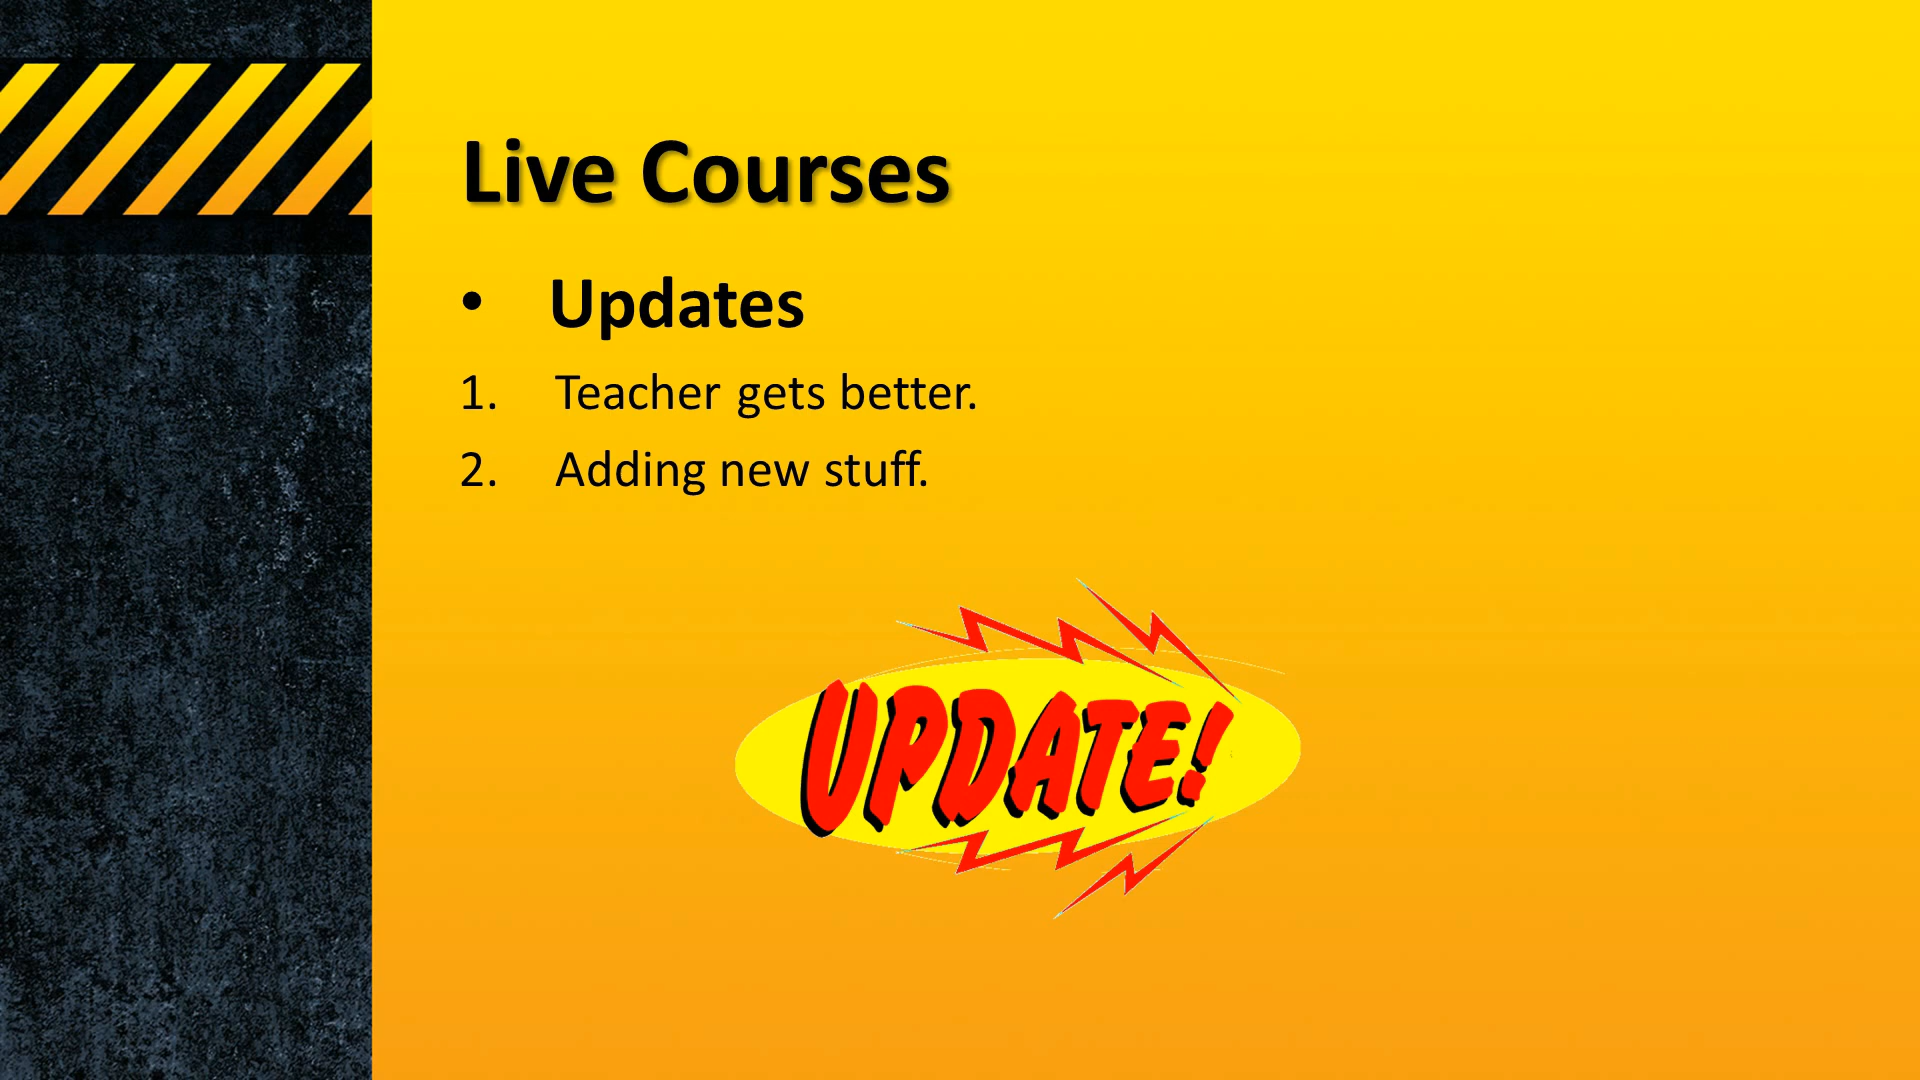 Live Courses
• Updates
1. Teacher gets better.
2. Adding new stuff.
UPDATE!